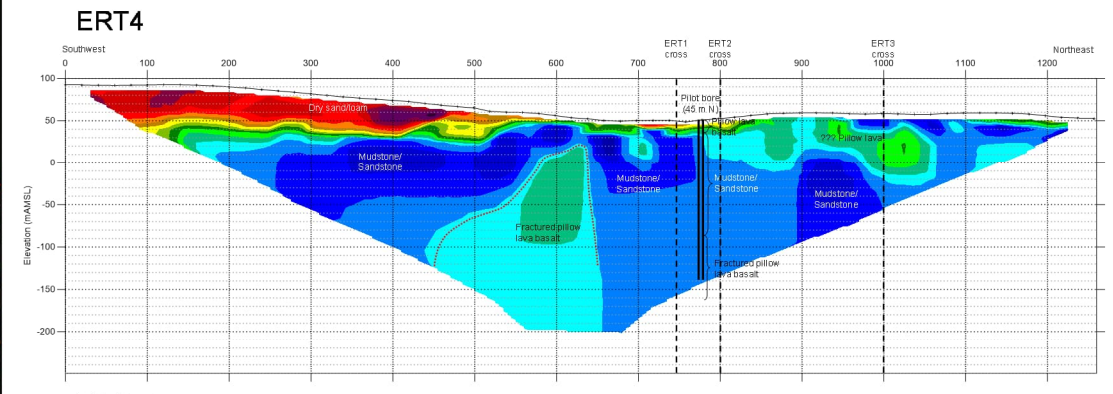 ERT4
Southwest
ERT1 cross
ERT2 cross
ERT3 cross
Northeast
0 100 200 300 400 500 600 700 800 900 1000 1100 1200
Elevation (mAMSL)
100
50
0
-50
-100
-150
-200
Dry sand/loam
Pilot bore
(45 m N)
Pillow lava
basalt
??? Pillow lava
Mudstone/
Sandstone
Mudstone/
Sandstone
Mudstone/
Sandstone
Mudstone/
Sandstone
Fractured pillow
lava basalt
Fractured pillow
lava basalt